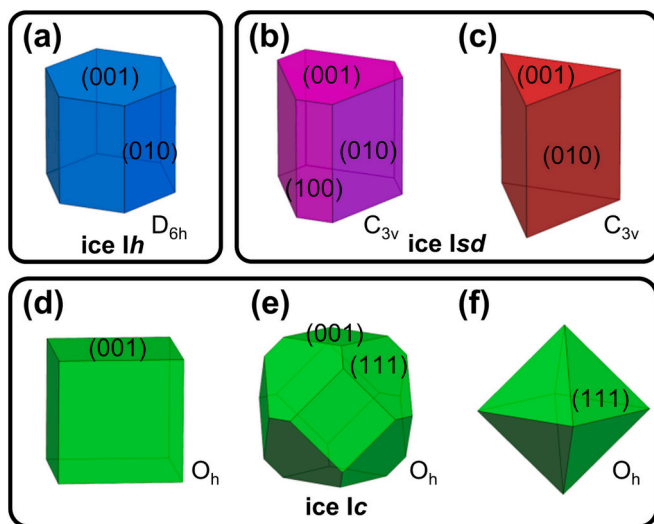 (a)
(001)
(010)
D6h
ice Ih
(b)
(001)
(010)
(100)
C3v
(c)
(001)
(010)
C3v
ice Isd
(d)
(001)
Oh
(e)
(001)
(111)
Oh
(f)
(111)
Oh
ice Ic